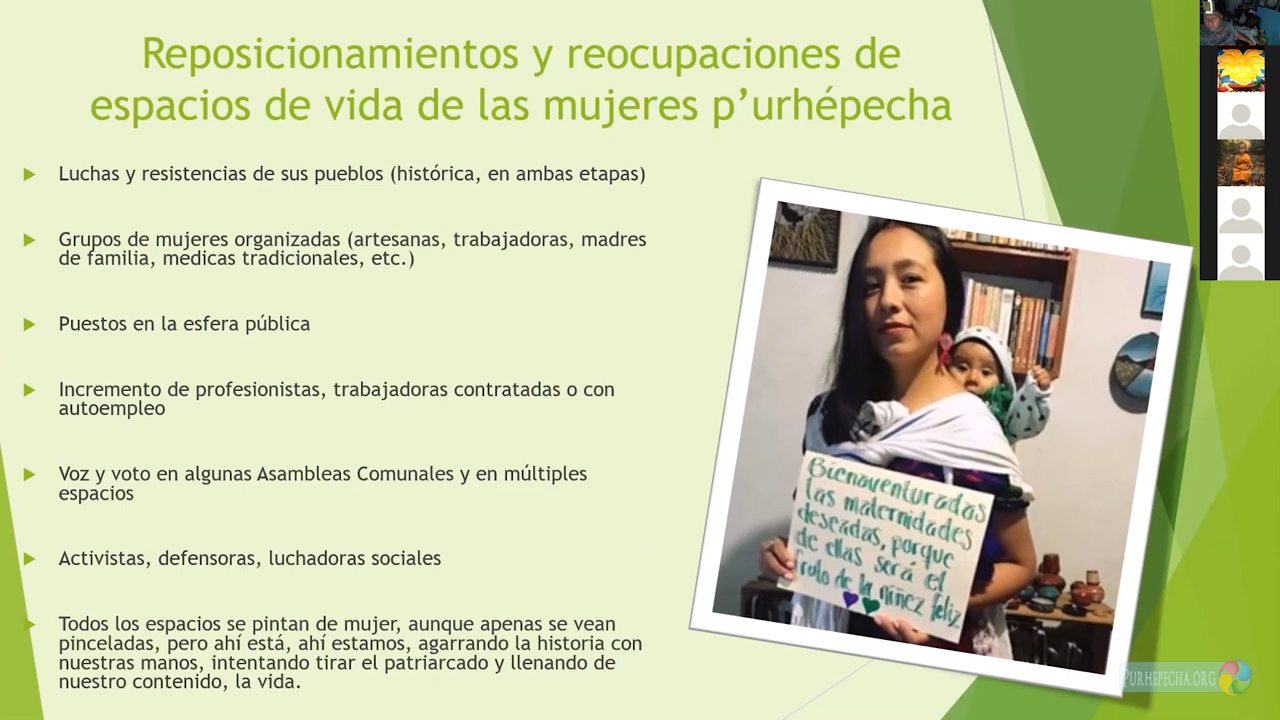 Reposicionamientos y reocupaciones de
espacios de vida de las mujeres p’urhépecha
Luchas y resistencias de sus pueblos (histórica, en ambas etapas)
Grupos de mujeres organizadas (artesanas, trabajadoras, madres
de familia, medicas tradicionales, etc.)
Puestos en la esfera pública
Incremento de profesionistas, trabajadoras contratadas o con
autoempleo
Voz y voto en algunas Asambleas Comunales y en múltiples
espacios
Activistas, defensoras, luchadoras sociales
Todos los espacios se pintan de mujer, aunque apenas se vean
pinceladas, pero ahí está, ahí estamos, agarrando la historia con
nuestras manos, intentando tirar el patriarcado y llenando de
nuestro contenido, la vida.
Bienaventuradas
las maternidades
deseadas, porque
de ellas será el
fruto de la niñez feliz
PURHEPECHA.ORG